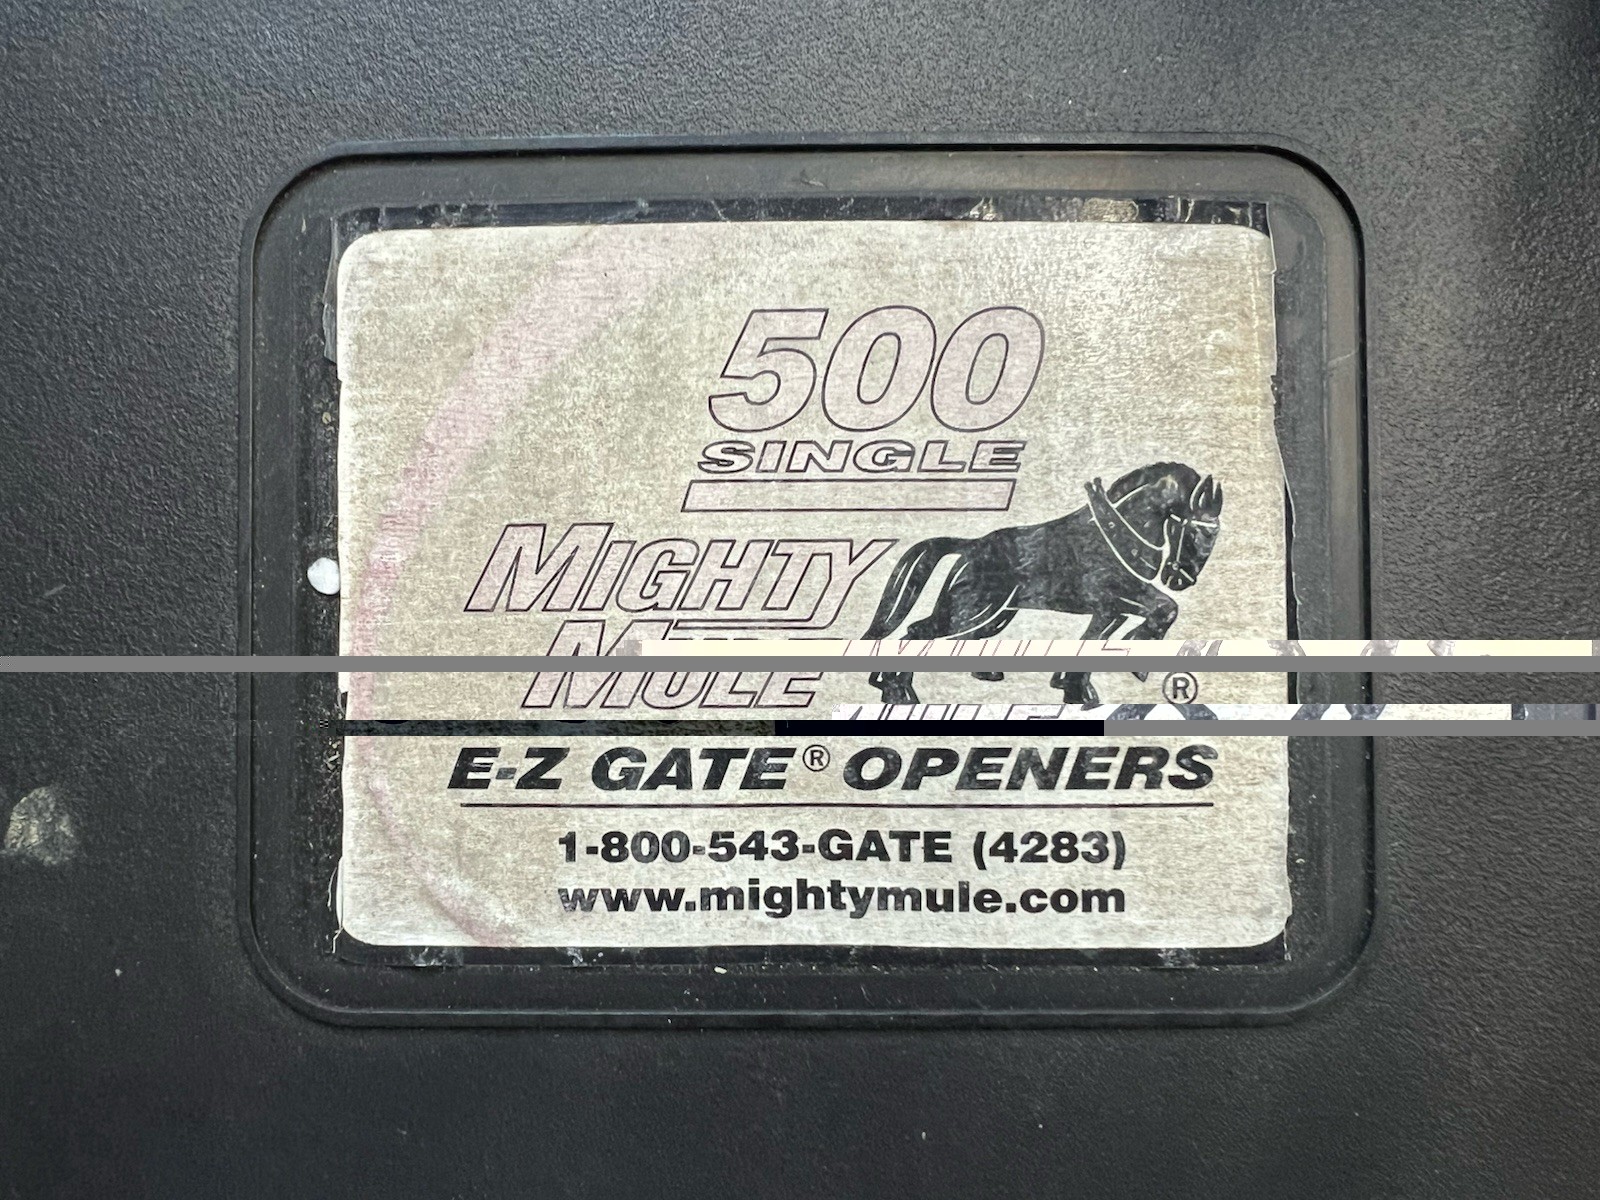 500
SINGLE
MIGHTY
MULE
®
E-Z GATE® OPENERS
1-800-543-GATE (4283)
www.mightymule.com